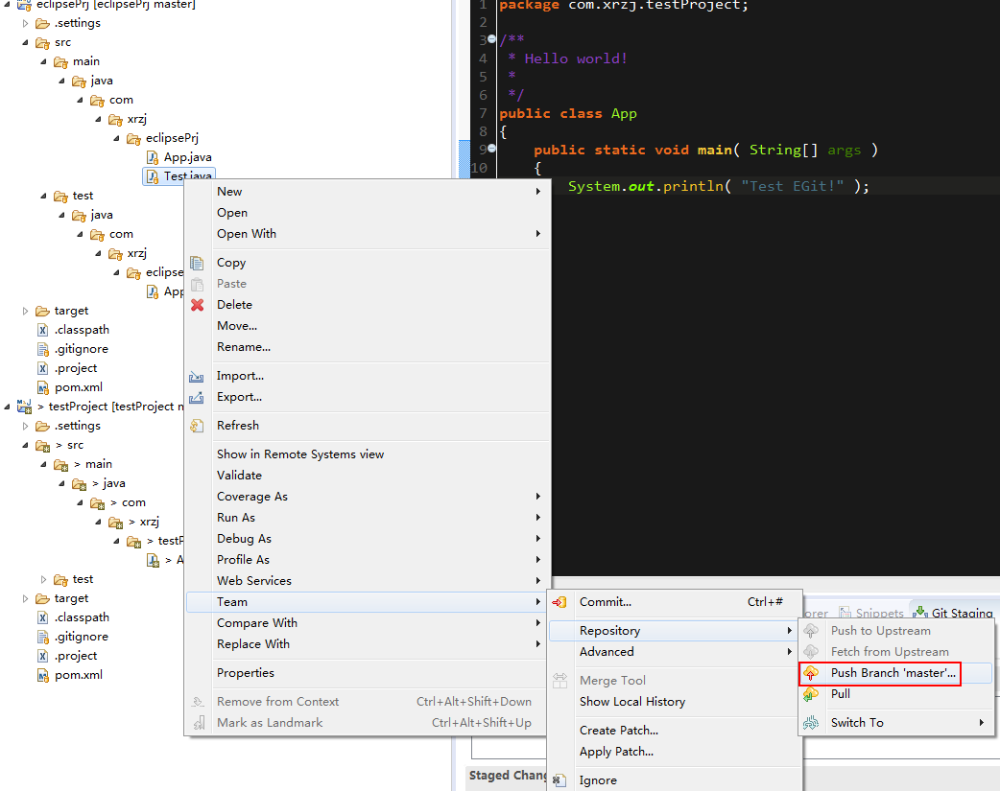 eclipsePrj [eclipsePrj master]
.settings
src
main
java
com
xrzj
eclipsePrj
App.java
Test.java
test
java
com
xrzj
eclipse
App
target
.classpath
.gitignore
.project
pom.xml
> testProject [testProject m
.settings
> src
> main
> java
> com
> xrzj
> testP
> A
test
target
.classpath
.gitignore
.project
pom.xml
1 package com.xrzj.testProject;
2
3 /**
4 * Hello world!
5 *
6 */
7 public class App
8 {
9 public static void main( String[] args )
10 {
System.out.println( "Test EGit!" );
New
Open
Open With
Copy
Paste
Delete
Move...
Rename...
Import...
Export...
Refresh
Show in Remote Systems view
Validate
Coverage As
Run As
Debug As
Profile As
Web Services
Team
Compare With
Replace With
Properties
Remove from Context Ctrl+Alt+Shift+Down
Mark as Landmark Ctrl+Alt+Shift+Up
Commit... Ctrl+#
Repository
Advanced
Merge Tool
Show Local History
Create Patch...
Apply Patch...
Ignore
orer Snippets Git Staging
Push to Upstream
Fetch from Upstream
Push Branch 'master'...
Pull
Switch To
Staged Chang